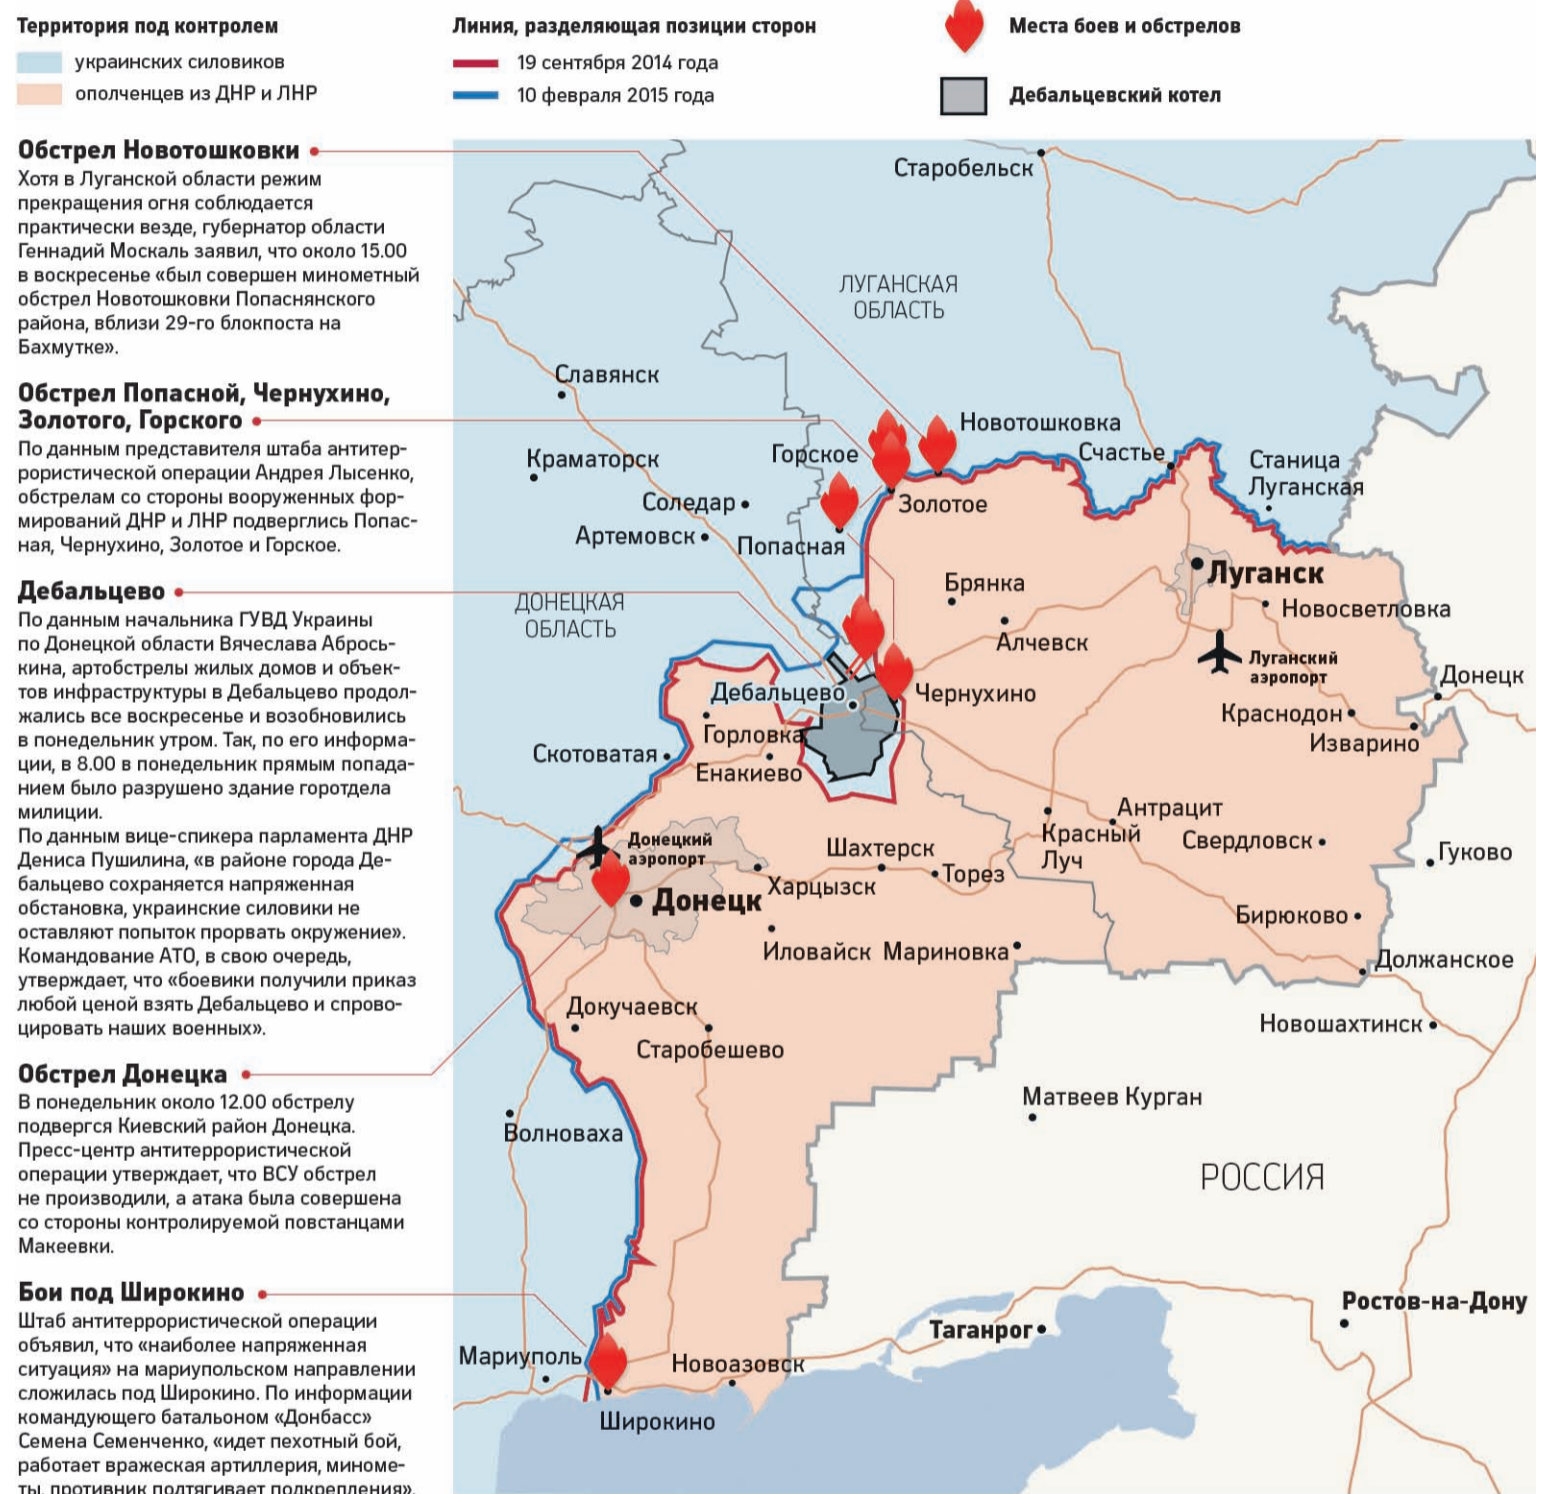 Территория под контролем
украинских силовиков
ополченцев из ДНР и ЛНР
Линия, разделяющая позиции сторон
19 сентября 2014 года
10 февраля 2015 года
Места боев и обстрелов
Дебальцевский котел
Обстрел Новотошковки
Хотя в Луганской области режим
прекращения огня соблюдается
практически везде, губернатор области
Геннадий Москаль заявил, что около 15.00
в воскресенье «был совершен минометный
обстрел Новотошковки Попаснянского
района, вблизи 29-го блокпоста на
Бахмутке».
Обстрел Попасной, Чернухино,
Золотого, Горского
По данным представителя штаба антитер-
рористической операции Андрея Лысенко,
обстрелам со стороны вооруженных фор-
мирований ДНР и ЛНР подверглись Попас-
ная, Чернухино, Золотое и Горское.
Дебальцево
По данным начальника ГУВД Украины
по Донецкой области Вячеслава Аброcь-
кина, артобстрелы жилых домов и объек-
тов инфраструктуры в Дебальцево продол-
жались все воскресенье и возобновились
в понедельник утром. Так, по его информа-
ции, в 8.00 в понедельник прямым попада-
нием было разрушено здание горотдела
милиции.
По данным вице-спикера парламента ДНР
Дениса Пушилина, «в районе города Де-
бальцево сохраняется напряженная
обстановка, украинские силовики не
оставляют попыток прорвать окружение».
Командование АТО, в свою очередь,
утверждает, что «боевики получили приказ
любой ценой взять Дебальцево и спрово-
цировать наших военных».
Обстрел Донецка
В понедельник около 12.00 обстрелу
подвергся Киевский район Донецка.
Пресс-центр антитеррористической
операции утверждает, что ВСУ обстрел
не производили, а атака была совершена
со стороны контролируемой повстанцами
Макеевки.
Бои под Широкино
Штаб антитеррористической операции
объявил, что «наиболее напряженная
ситуация» на мариупольском направлении
сложилась под Широкино. По информации
командующего батальоном «Донбасс»
Семена Семенченко, «идет пехотный бой,
работает вражеская артиллерия, миноме-
ты, противник подтягивает подкрепления».
Старобельск
ЛУГАНСКАЯ
ОБЛАСТЬ
Славянск
Краматорск
Соледар
Артемовск
Горское
Новотошковка
Золотое
Попасная
Счастье
Станица
Луганская
ДОНЕЦКАЯ
ОБЛАСТЬ
Брянка
Алчевск
Луганск
Новосветловка
Луганский
аэропорт
Донецк
Краснодон
Изварино
Дебальцево
Чернухино
Горловка
Скотоватая
Енакиево
Донецкий
аэропорт
Донецк
Харцызск
Шахтерск
Торез
Красный
Луч
Антрацит
Свердловск
Гуково
Бирюково
Должанское
Иловайск
Мариновка
Докучаевск
Старобешево
Новошахтинск
Матвеев Курган
Волноваха
РОССИЯ
Ростов-на-Дону
Таганрог
Мариуполь
Новоазовск
Широкино